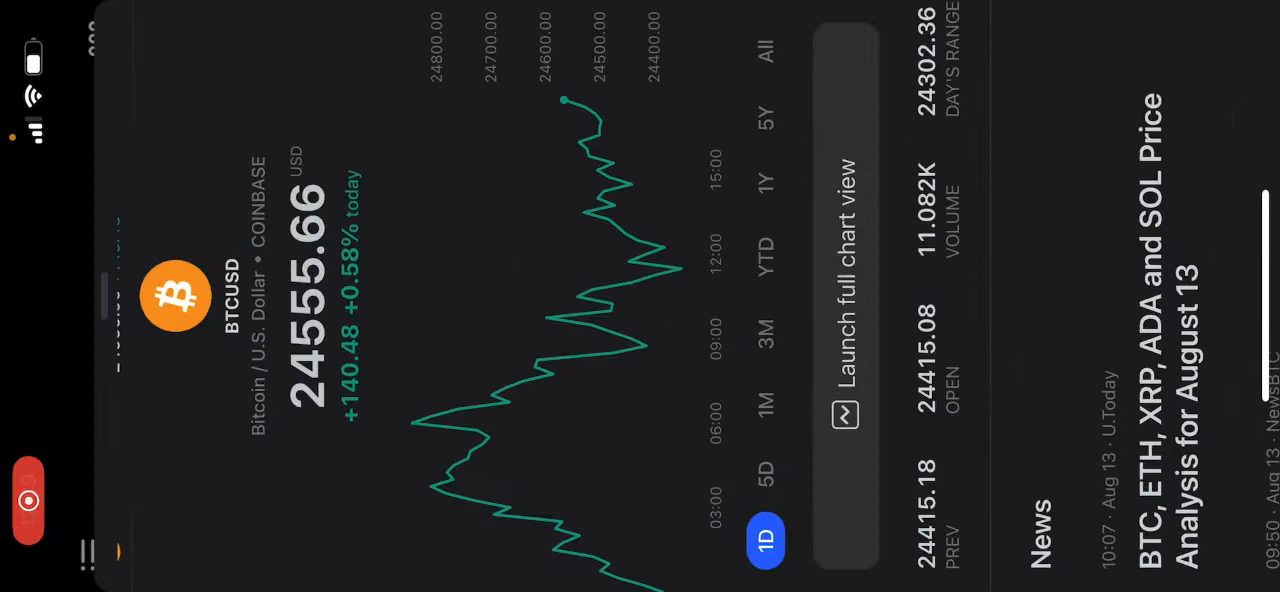 BTCUSD
Bitcoin / U.S. Dollar • COINBASE
24555.66 USD
+140.48 +0.58% today
24800.00
24700.00
24600.00
24500.00
24400.00
03:00 06:00 09:00 12:00 15:00
1D 5D 1M 3M YTD 1Y 5Y All
Launch full chart view
24415.18 24415.08 11.082K 24302.36
PREV OPEN VOLUME DAY'S RANGE
News
10:07 · Aug 13 · U.Today
BTC, ETH, XRP, ADA and SOL Price
Analysis for August 13
09:50 · Aug 13 · NewsBTC